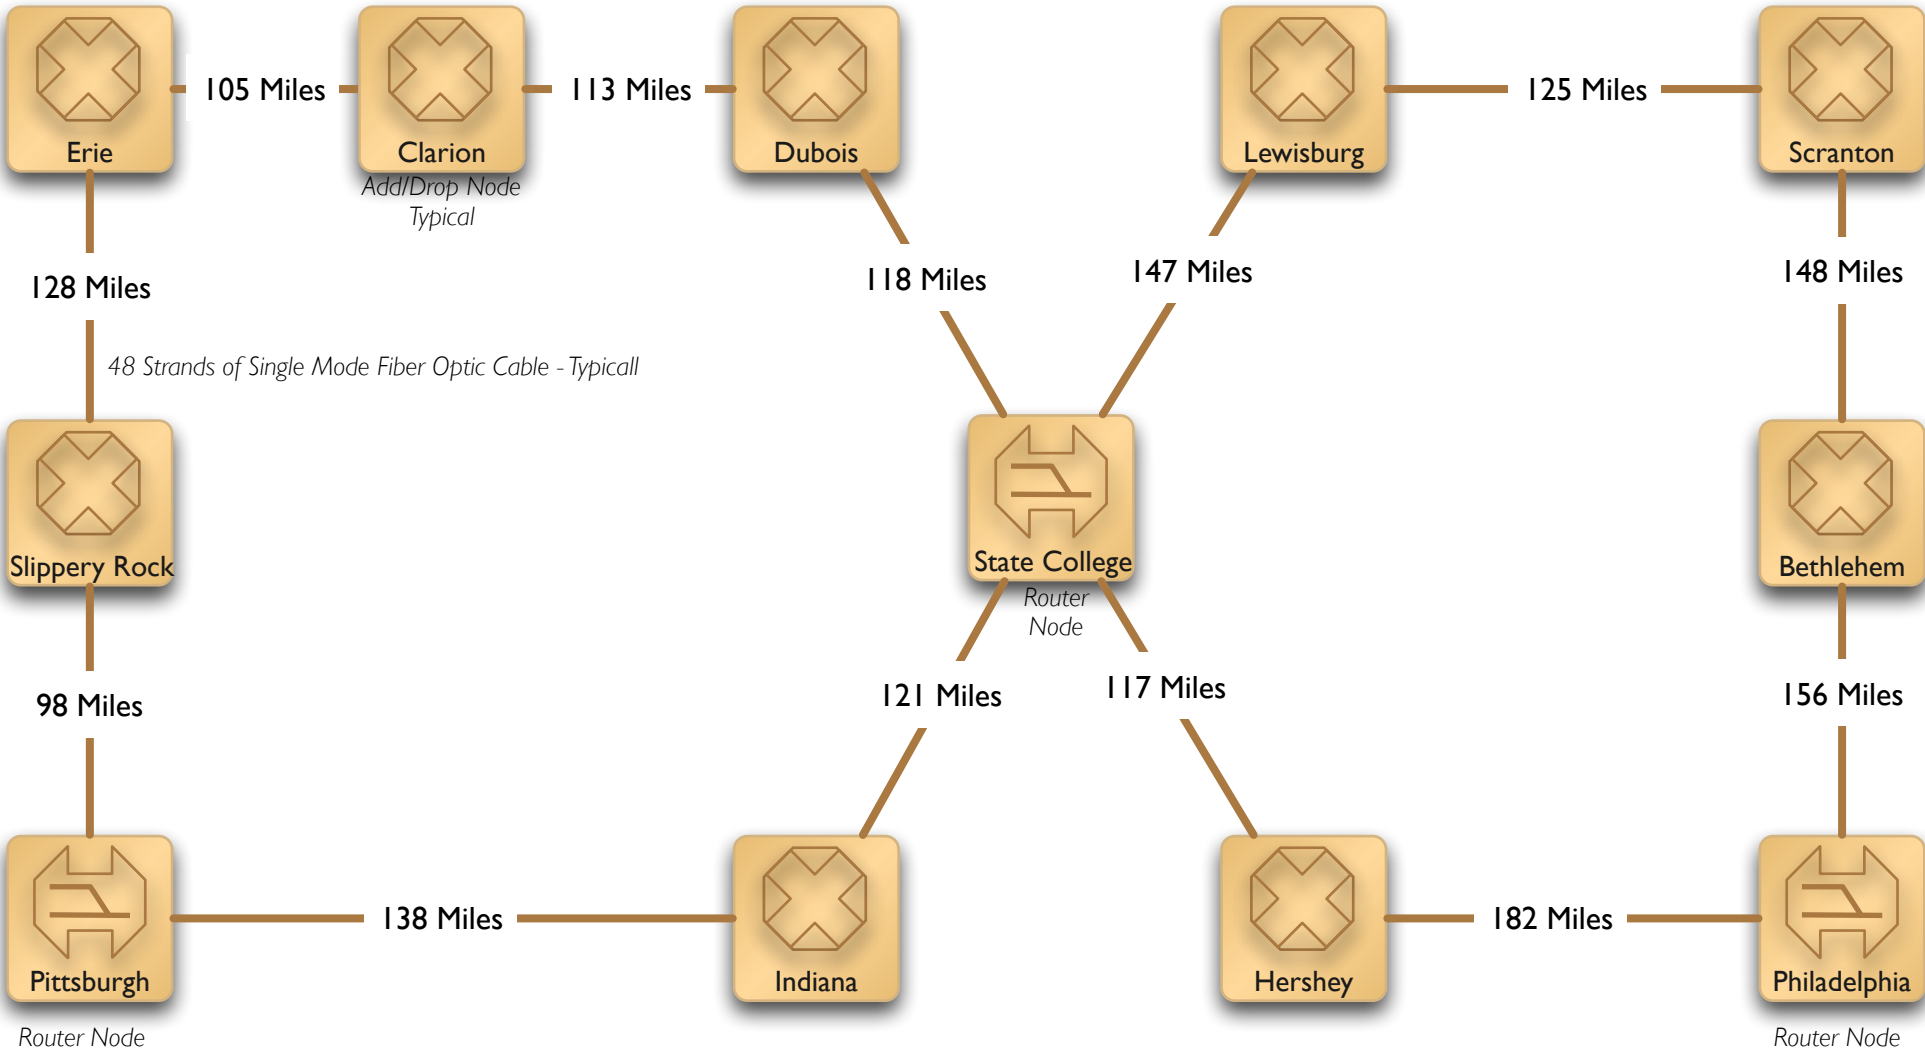 105 Miles
113 Miles
125 Miles
Erie
Clarion
Dubois
Lewisburg
Scranton
Add/Drop Node
Typical
128 Miles
118 Miles
147 Miles
148 Miles
48 Strands of Single Mode Fiber Optic Cable - Typicall
Slippery Rock
State College
Bethlehem
Router
Node
98 Miles
121 Miles
117 Miles
156 Miles
138 Miles
182 Miles
Pittsburgh
Indiana
Hershey
Philadelphia
Router Node
Router Node